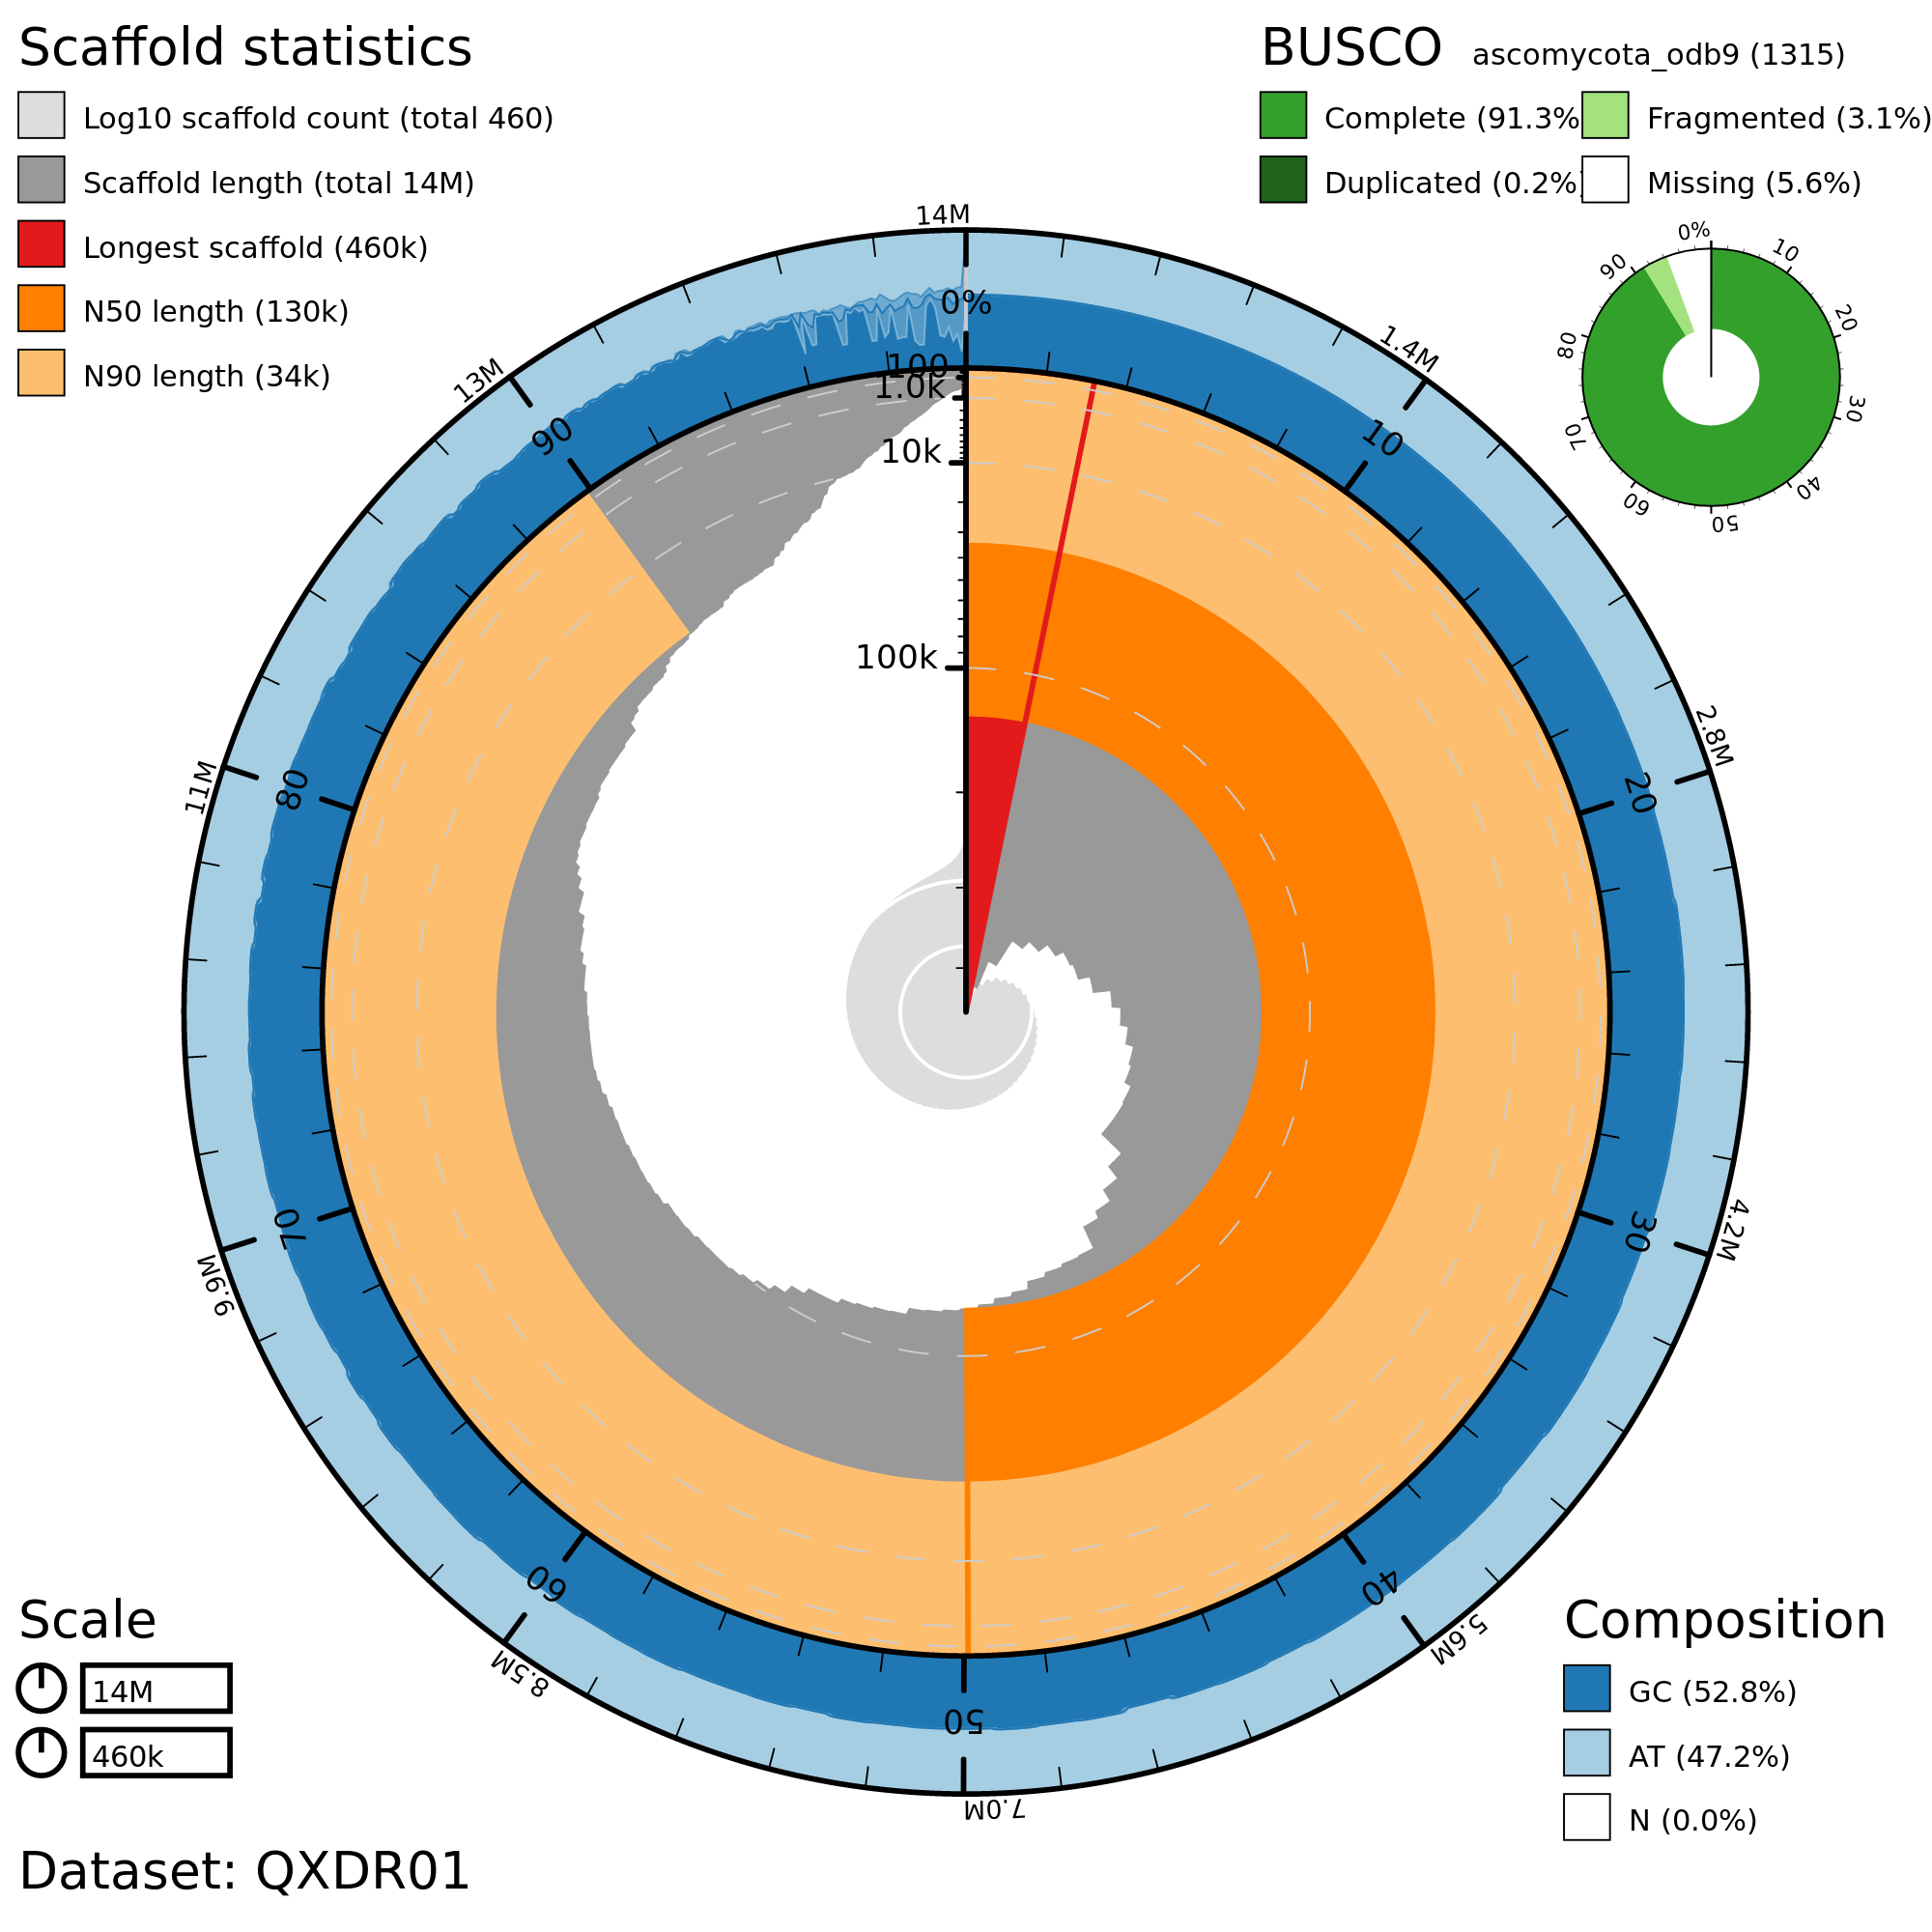 Scaffold statistics
Log10 scaffold count (total 460)
Scaffold length (total 14M)
Longest scaffold (460k)
N50 length (130k)
N90 length (34k)
BUSCO ascomycota_odb9 (1315)
Complete (91.3%
Fragmented (3.1%)
Duplicated (0.2%)
Missing (5.6%)
0%
10
20
30
40
50
60
70
80
90
14M
1.4M
2.8M
4.2M
5.6M
7.0M
8.5M
9.9M
11M
13M
0%
10
20
30
40
50
60
70
80
90
100
1.0k
10k
100k
Scale
14M
460k
Composition
GC (52.8%)
AT (47.2%)
N (0.0%)
Dataset: QXDR01